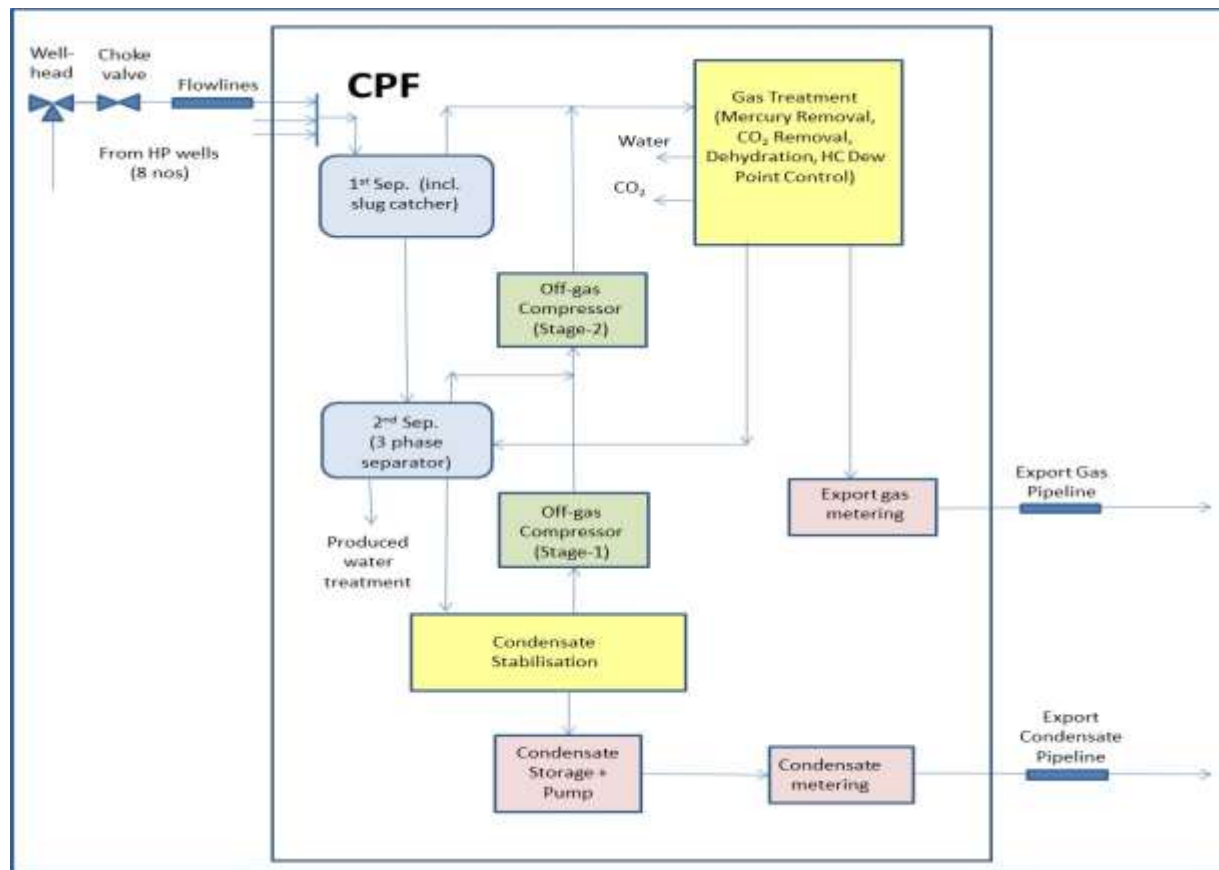 Well-
head
Choke
valve
Flowlines
CPF
From HP wells
(8 nos)
1st Sep. (incl.
slug catcher)
Gas Treatment
(Mercury Removal,
CO₂ Removal,
Dehydration, HC Dew
Point Control)
Water
CO₂
Off-gas
Compressor
(Stage-2)
2nd Sep.
(3 phase
separator)
Off-gas
Compressor
(Stage-1)
Produced
water
treatment
Export gas
metering
Export Gas
Pipeline
Condensate
Stabilisation
Condensate
Storage +
Pump
Condensate
metering
Export
Condensate
Pipeline